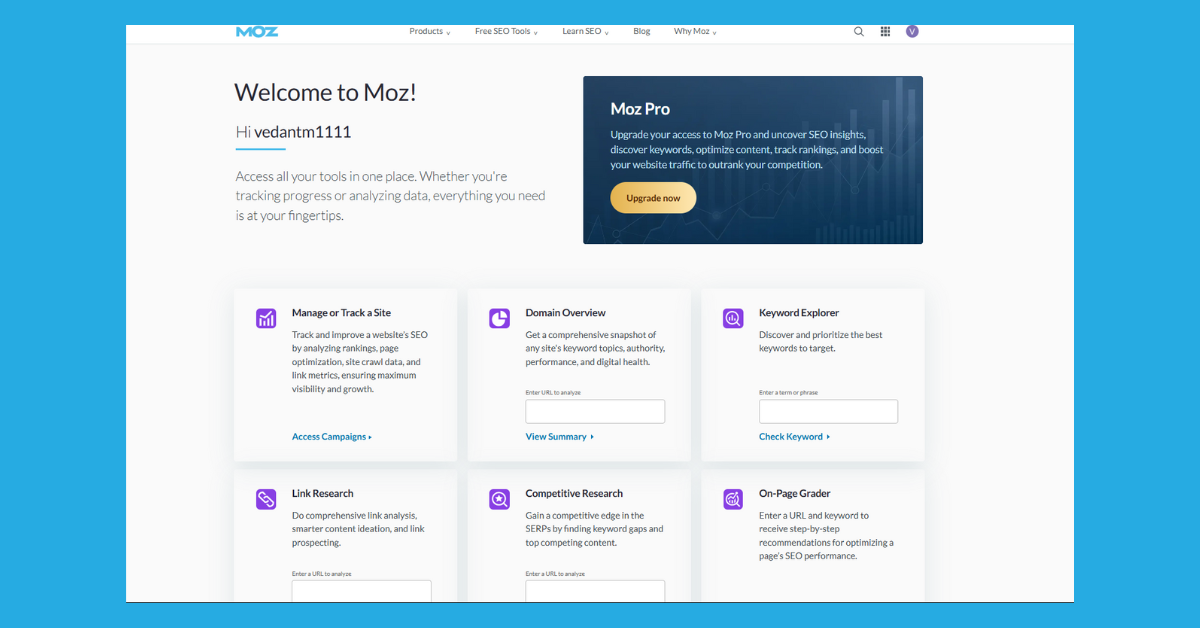 MOZ
Products
Free SEO Tools
Learn SEO
Blog
Why Moz
V
Welcome to Moz!
Hi vedantm1111
Access all your tools in one place. Whether you're
tracking progress or analyzing data, everything you need
is at your fingertips.
Moz Pro
Upgrade your access to Moz Pro and uncover SEO insights,
discover keywords, optimize content, track rankings, and boost
your website traffic to outrank your competition.
Upgrade now
Manage or Track a Site
Track and improve a website's SEO
by analyzing rankings, page
optimization, site crawl data, and
link metrics, ensuring maximum
visibility and growth.
Access Campaigns
Domain Overview
Get a comprehensive snapshot of
any site's keyword topics, authority,
performance, and digital health.
Enter URL to analyze
View Summary
Keyword Explorer
Discover and prioritize the best
keywords to target.
Enter a term or phrase
Check Keyword
Link Research
Do comprehensive link analysis,
smarter content ideation, and link
prospecting.
Enter a URL to analyze
Competitive Research
Gain a competitive edge in the
SERPs by finding keyword gaps and
top competing content.
Enter a URL to analyze
On-Page Grader
Enter a URL and keyword to
receive step-by-step
recommendations for optimizing a
page's SEO performance.